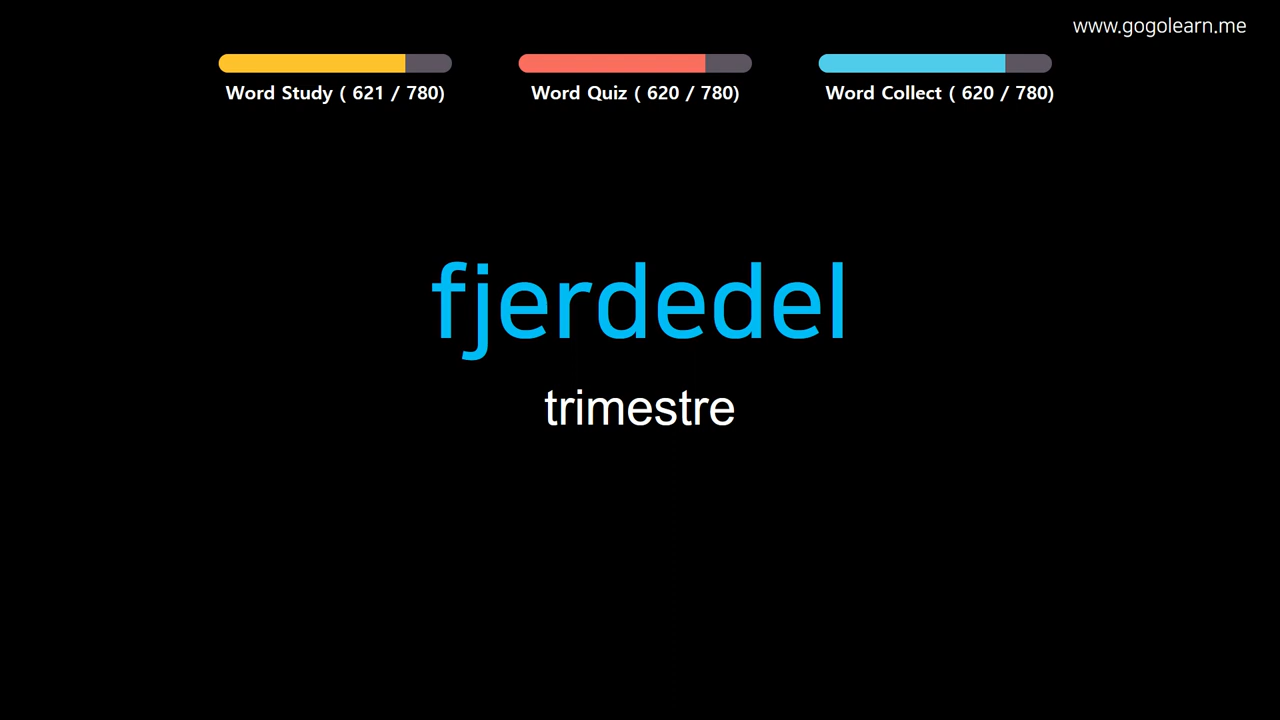 www.gogolearn.me
Word Study ( 621 / 780)
Word Quiz ( 620 / 780)
Word Collect ( 620 / 780)
fjerdedel
trimestre